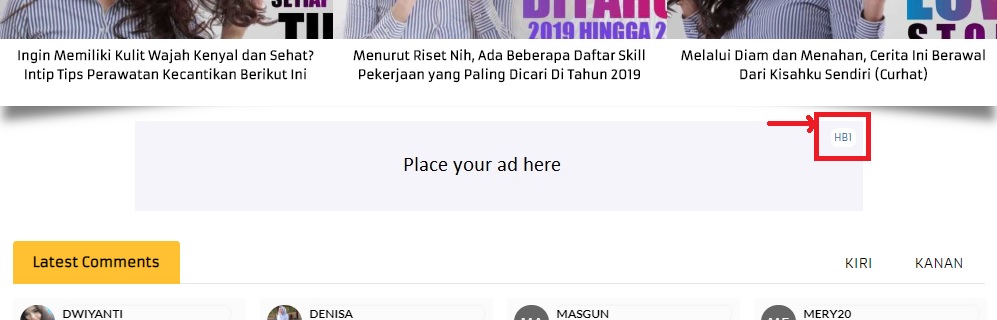 SETIAP
TU
DICARI
2019 HINGGA 2
LOV
STO
Ingin Memiliki Kulit Wajah Kenyal dan Sehat?
Intip Tips Perawatan Kecantikan Berikut Ini
Menurut Riset Nih, Ada Beberapa Daftar Skill
Pekerjaan yang Paling Dicari Di Tahun 2019
Melalui Diam dan Menahan, Cerita Ini Berawal
Dari Kisahku Sendiri (Curhat)
HB1
Place your ad here
Latest Comments
KIRI
KANAN
DWIYANTI
DENISA
MASGUN
MERY20